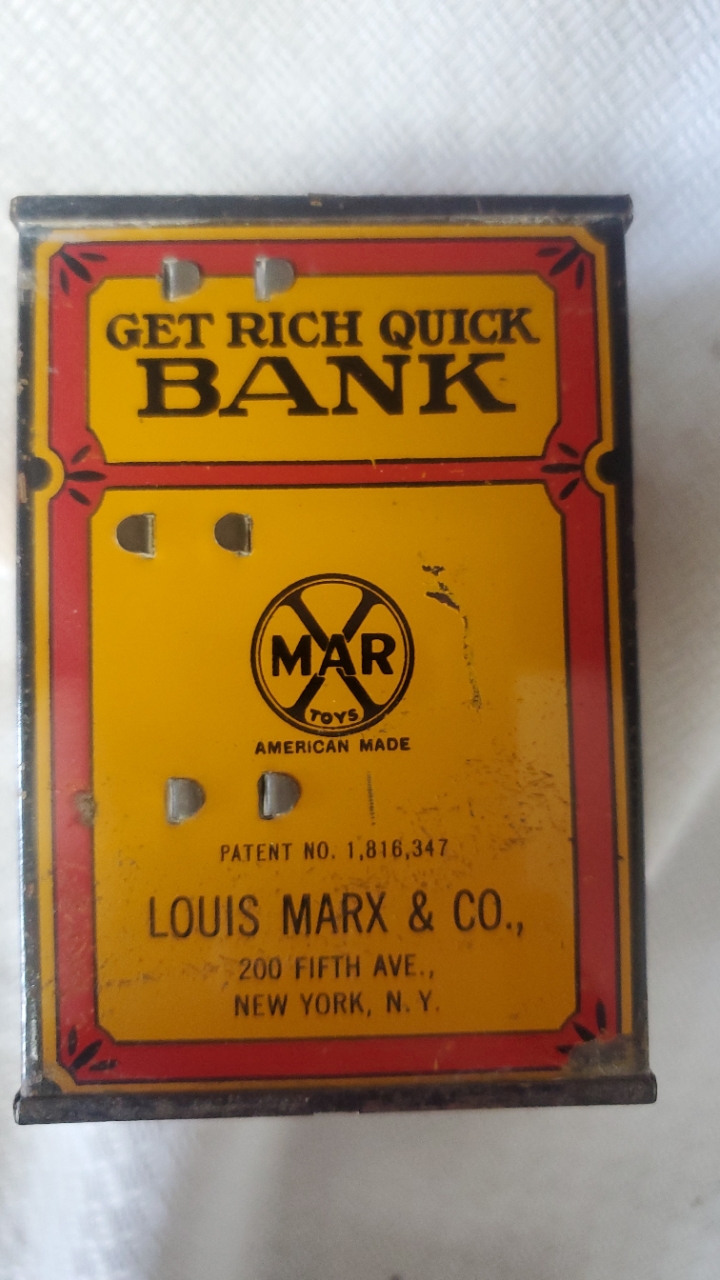 GET RICH QUICK
BANK
MAR
TOYS
AMERICAN MADE
PATENT NO. 1,816,347
LOUIS MARX & CO.,
200 FIFTH AVE.,
NEW YORK, N.Y.